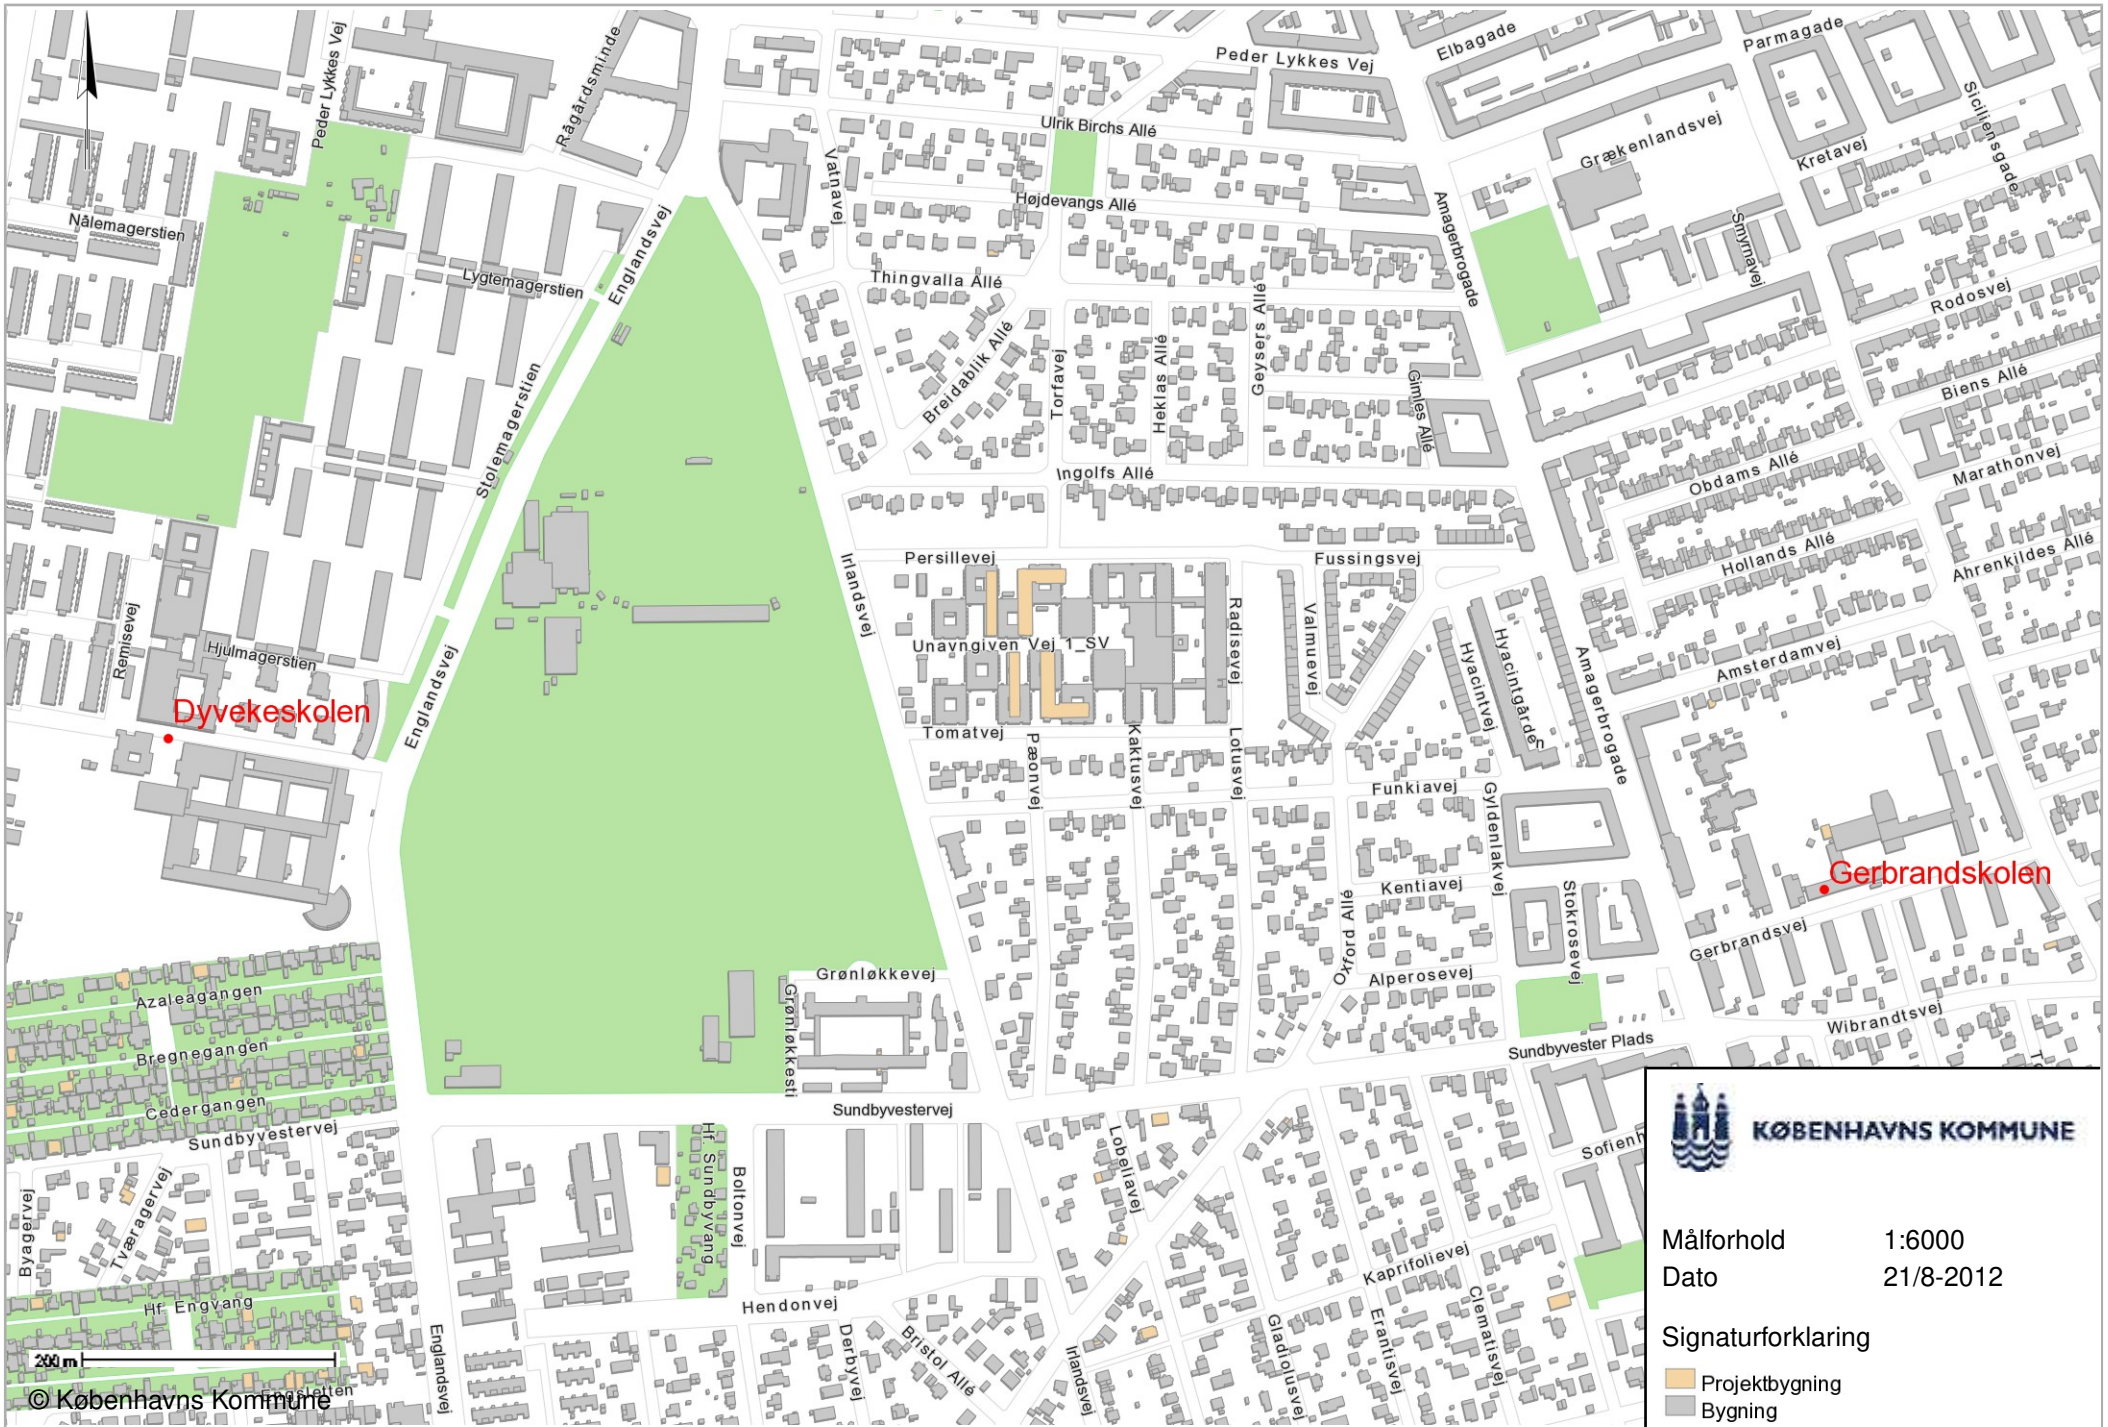 Peder Lykkes Vej
Rågårdsminde
Peder Lykkes Vej
Elbagade
Parmagade
Siciliensgade
Ulrik Birchs Allé
Grækenlandsvej
Kretavej
Vatnavej
Højdevangs Allé
Nålemagerstien
Amagerbrogade
Smyrnavej
Englandsvej
Lygtemagerstien
Thingvalla Allé
Rodosvej
Geysers Allé
Breidablik Allé
Torfavej
Heklas Allé
Gimles Allé
Biens Allé
Stolemagerstien
Ingolfs Allé
Obdams Allé
Marathonvej
Persillevej
Fussingsvej
Hollands Allé
Ahrenkildes Allé
Irlandsvej
Remisevej
Hjulmagerstien
Unavngiven Vej 1_SV
Radisevej
Valmuevej
Hyacintvej
Hyacintgården
Amagerbrogade
Amsterdamvej
Englandsvej
Dyvekeskolen
Tomatvej
Pæonvej
Kaktusvej
Lotusvej
Funkiavej
Gyldenlakvej
Kentiavej
Stokrosevej
Gerbrandskolen
Oxford Allé
Gerbrandsvej
Alperosevej
Grønløkkevej
Grønløkkesti
Azaleagangen
Bregnegangen
Cedergangen
Wibrandtsvej
Sundbyvester Plads
Sundbyvestervej
Sundbyvestervej
Hf. Sundbyvang
Boltonvej
Lobeliavej
Byagervej
Tværagervej
Hf. Engvang
Hendonvej
Kaprifolievej
Clematisvej
Erantisvej
Gladiolusvej
Irlandsvej
Bristol Allé
Derbyvej
Englandsvej
Engsletten
Sofienh
KØBENHAVNS KOMMUNE
Målforhold 1:6000
Dato 21/8-2012
Signaturforklaring
Projektbygning
Bygning
200 m
© Københavns Kommune